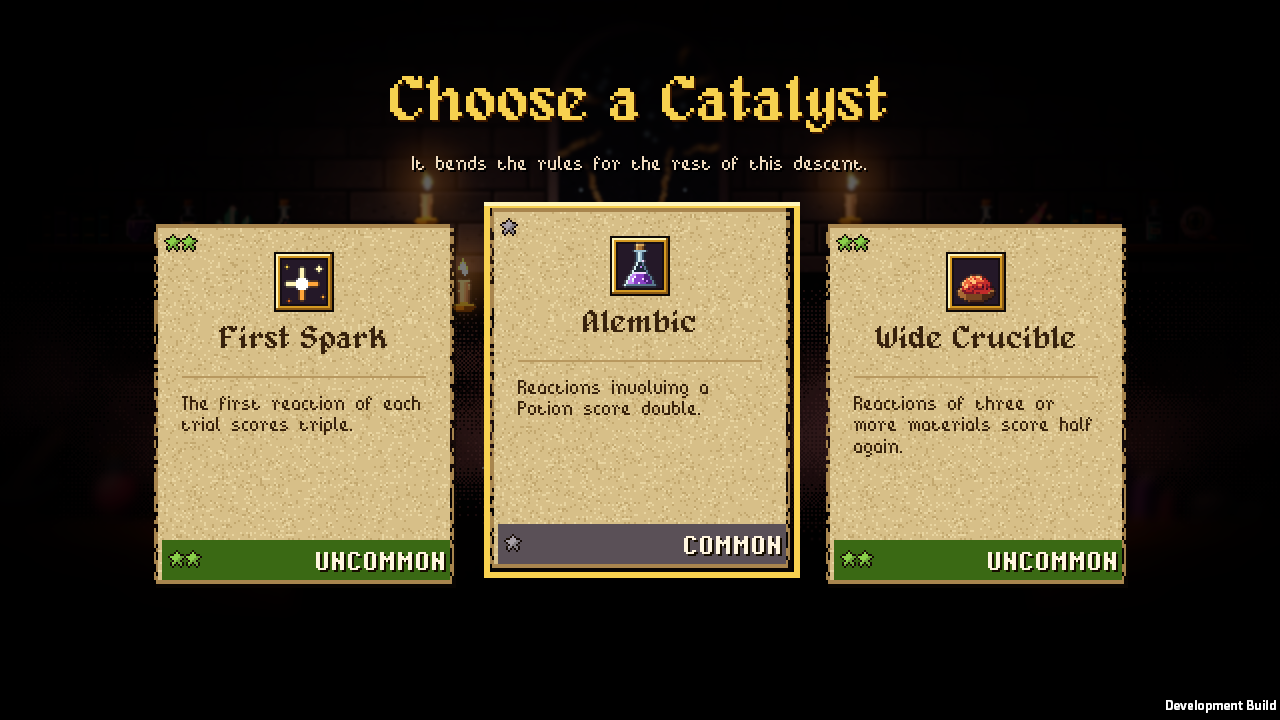 Choose a Catalyst
It bends the rules for the rest of this descent.
First Spark
The first reaction of each
trial scores triple.
UNCOMMON
Alembic
Reactions involving a
Potion score double.
COMMON
Wide Crucible
Reactions of three or
more materials score half
again.
UNCOMMON
Development Build